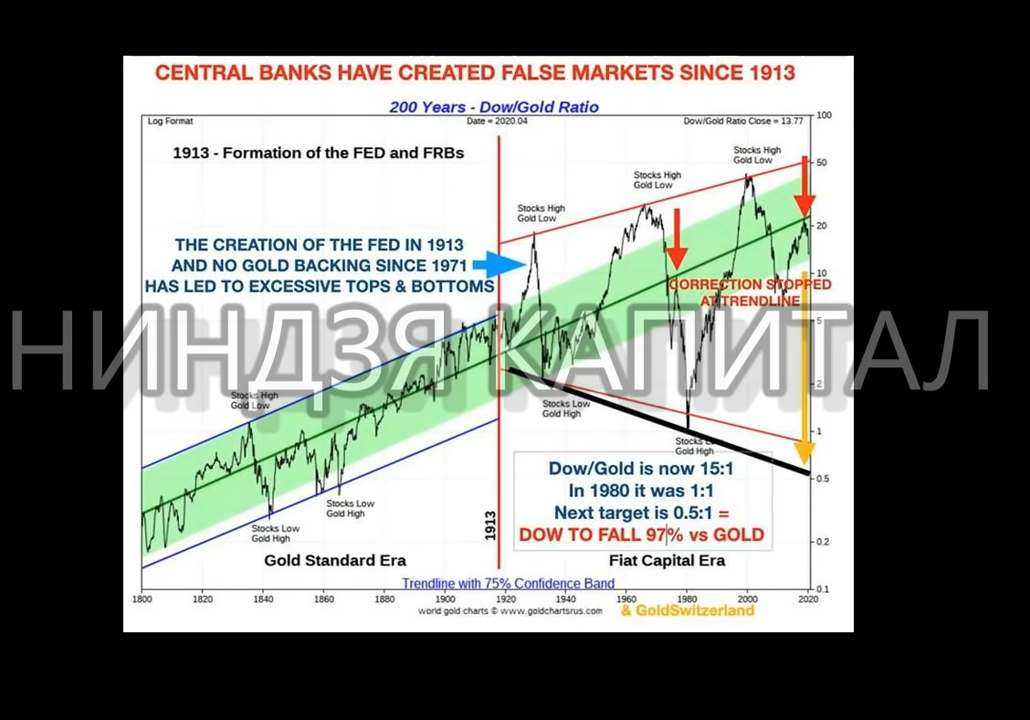 CENTRAL BANKS HAVE CREATED FALSE MARKETS SINCE 1913
200 Years - Dow/Gold Ratio
Log Format
Date = 2020.04
Dow/Gold Ratio Close = 13.77
100
1913 - Formation of the FED and FRBs
Stocks High
Gold Low
50
Stocks High
Gold Low
Stocks High
Gold Low
20
THE CREATION OF THE FED IN 1913
AND NO GOLD BACKING SINCE 1971
HAS LED TO EXCESSIVE TOPS & BOTTOMS
10
CORRECTION STOPPED
AT TRENDLINE
5
НИНДЗЯ КАПИТАЛ
2
Stocks High
Gold Low
Stocks Low
Gold High
1
Stocks Low
Gold High
Dow/Gold is now 15:1
In 1980 it was 1:1
Next target is 0.5:1 =
DOW TO FALL 97% vs GOLD
0.5
Stocks Low
Gold High
Stocks Low
Gold High
1913
0.2
Gold Standard Era
Fiat Capital Era
Trendline with 75% Confidence Band
0.1
1800 1820 1840 1860 1880 1900 1920 1940 1960 1980 2000 2020
world gold charts © www.goldchartsrus.com
& GoldSwitzerland